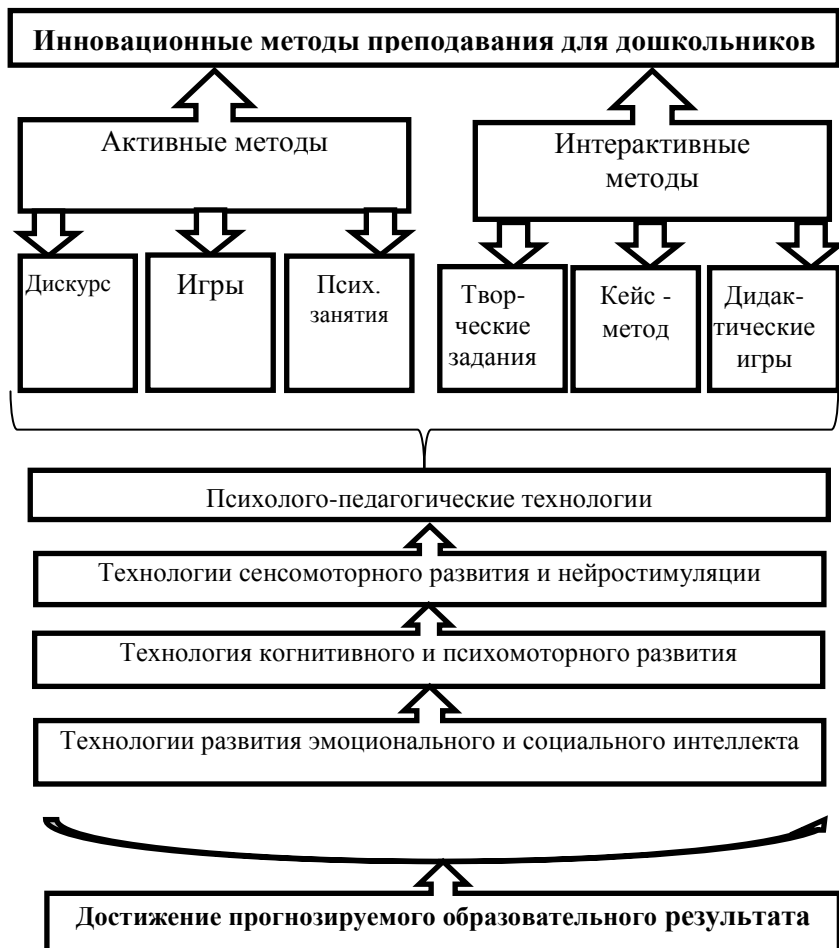 Инновационные методы преподавания для дошкольников
Активные методы
Интерактивные
методы
Дискурс
Игры
Псих.
занятия
Твор-
ческие
задания
Кейс -
метод
Дидак-
тические
игры
Психолого-педагогические технологии
Технологии сенсомоторного развития и нейростимуляции
Технология когнитивного и психомоторного развития
Технологии развития эмоционального и социального интеллекта
Достижение прогнозируемого образовательного результата